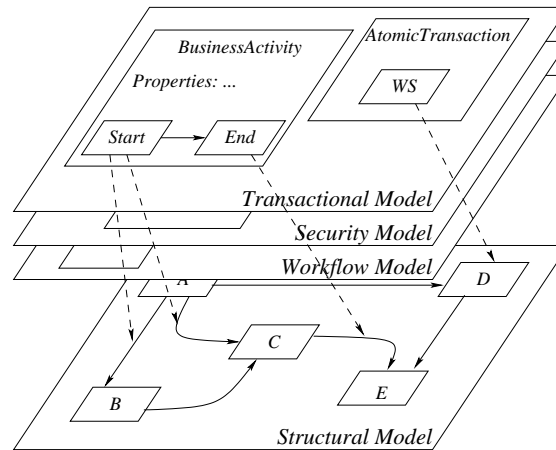 BusinessActivity
AtomicTransaction
Properties: ...
WS
Start
End
Transactional Model
Security Model
Workflow Model
A
D
C
B
E
Structural Model